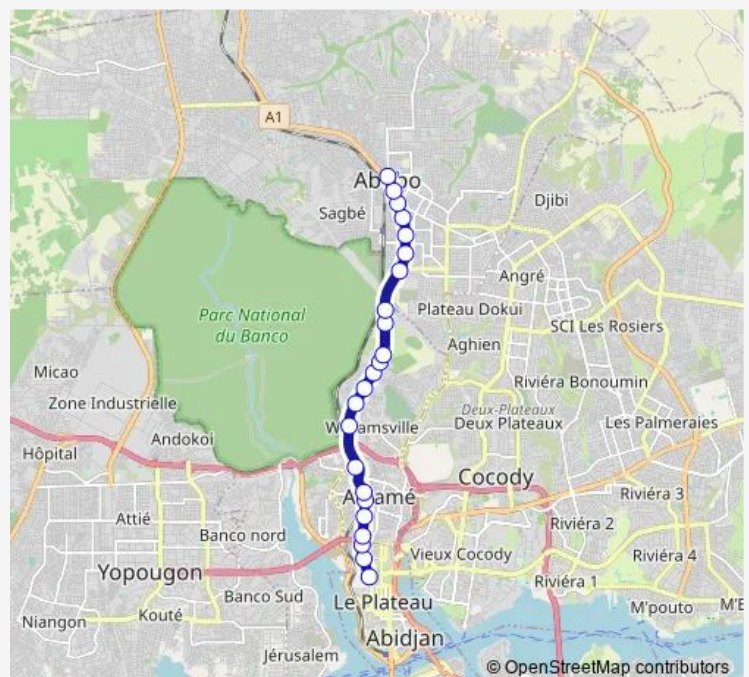 A1
Abobo
Sagbé
Djibi
Angré
Parc National
du Banco
Plateau Dokui
SCI Les Rosiers
Aghien
Micao
Riviéra Bonoumin
Zone Industrielle
Deux-Plateaux
Williamsville
Deux Plateaux
Les Palmeraies
Andokoi
Hôpital
Cocody
Adjamé
Riviéra 3
Attié
Riviéra 2
Banco nord
Vieux Cocody
Riviéra 4
Yopougon
Riviéra 1
Banco Sud
Le Plateau
M'pouto
Niangon
Kouté
Abidjan
Jérusalem
© OpenStreetMap contributors